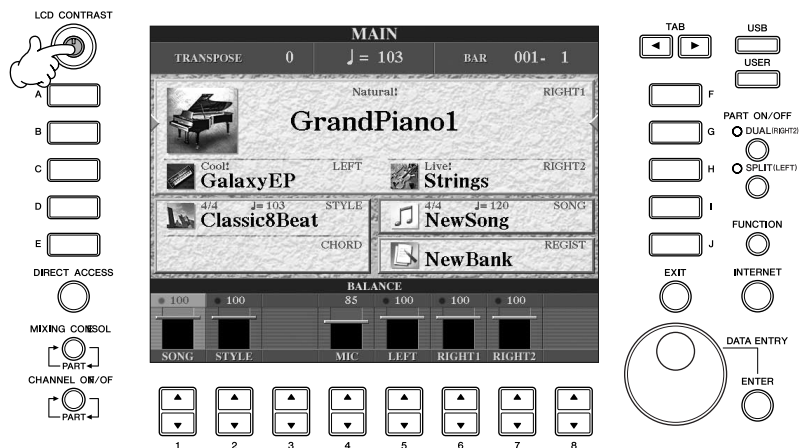 LCD CONTRAST
A
B
C
D
E
DIRECT ACCESS
MIXING CONSOL
PART
CHANNEL ON/OF
PART
MAIN
TRANSPOSE 0 ♩= 103 BAR 001- 1
Natural! RIGHT1
GrandPiano1
Cool! LEFT
GalaxyEP
Live! RIGHT2
Strings
4/4 ♩=103 STYLE
Classic8Beat
CHORD
4/4 ♩=120 SONG
NewSong
REGIST
NewBank
BALANCE
100 100 85 100 100 100
SONG STYLE MIC LEFT RIGHT1 RIGHT2
1 2 3 4 5 6 7 8
TAB
USB
USER
F
G
H
I
J
PART ON/OFF
DUAL(RIGHT2)
SPLIT(LEFT)
FUNCTION
EXIT
INTERNET
DATA ENTRY
ENTER